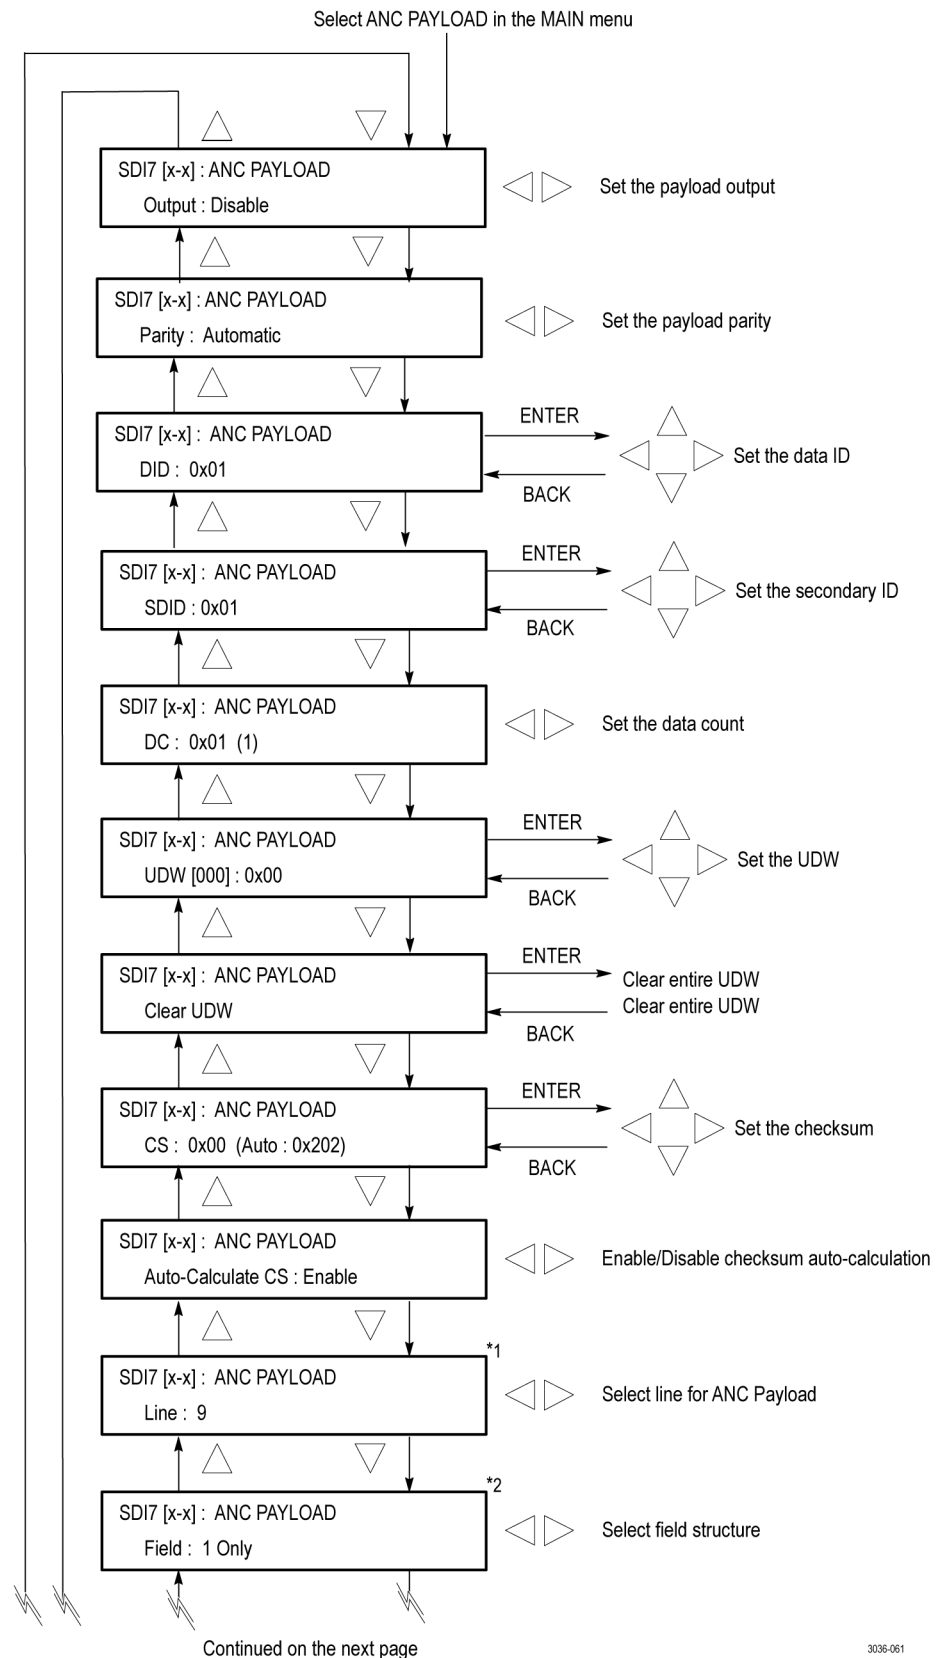 Select ANC PAYLOAD in the MAIN menu
SDI7 [x-x] : ANC PAYLOAD
Output : Disable
Set the payload output
SDI7 [x-x] : ANC PAYLOAD
Parity : Automatic
Set the payload parity
SDI7 [x-x] : ANC PAYLOAD
DID : 0x01
ENTER
BACK
Set the data ID
SDI7 [x-x] : ANC PAYLOAD
SDID : 0x01
ENTER
BACK
Set the secondary ID
SDI7 [x-x] : ANC PAYLOAD
DC : 0x01 (1)
Set the data count
SDI7 [x-x] : ANC PAYLOAD
UDW [000] : 0x00
ENTER
BACK
Set the UDW
SDI7 [x-x] : ANC PAYLOAD
Clear UDW
ENTER
BACK
Clear entire UDW
Clear entire UDW
SDI7 [x-x] : ANC PAYLOAD
CS : 0x00 (Auto : 0x202)
ENTER
BACK
Set the checksum
SDI7 [x-x] : ANC PAYLOAD
Auto-Calculate CS : Enable
Enable/Disable checksum auto-calculation
*1
SDI7 [x-x] : ANC PAYLOAD
Line : 9
Select line for ANC Payload
*2
SDI7 [x-x] : ANC PAYLOAD
Field : 1 Only
Select field structure
Continued on the next page
3036-061